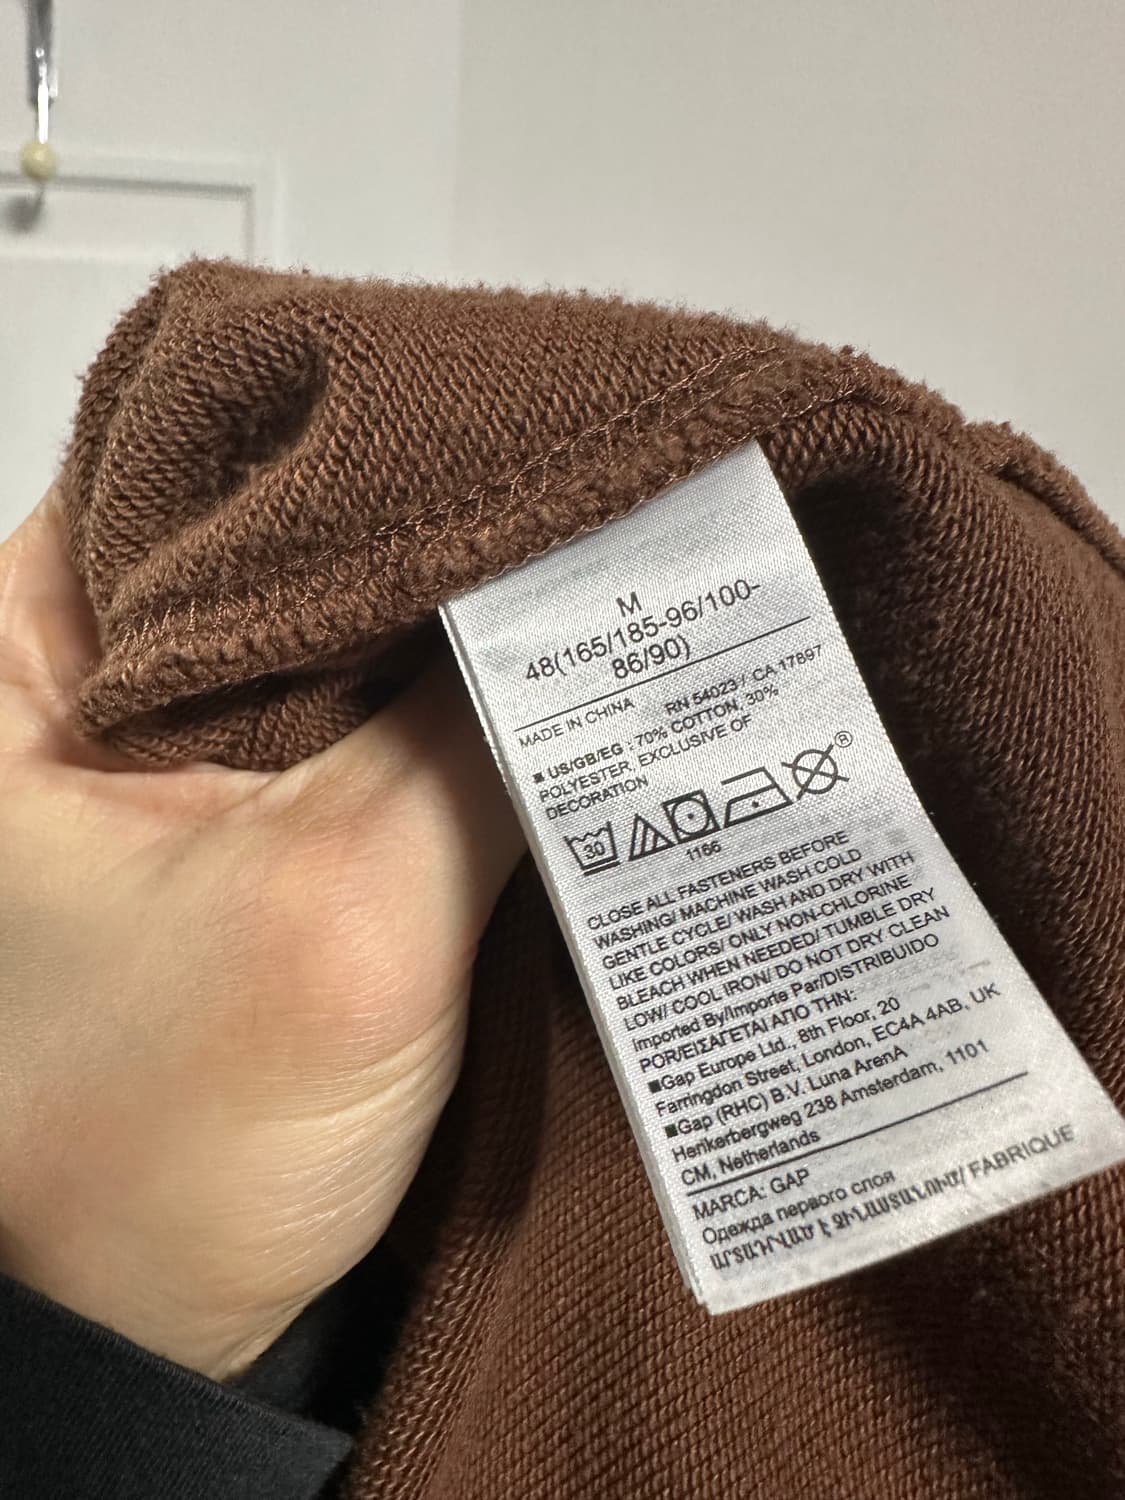 M
48(165/185-96/100-
86/90)
MADE IN CHINA RN 54023 / CA 17897
■ US/GB/EG : 70% COTTON, 30%
POLYESTER, EXCLUSIVE OF
DECORATION
30
®
1166
CLOSE ALL FASTENERS BEFORE
WASHING/ MACHINE WASH COLD
GENTLE CYCLE/ WASH AND DRY WITH
LIKE COLORS/ ONLY NON-CHLORINE
BLEACH WHEN NEEDED/ TUMBLE DRY
LOW/ COOL IRON/ DO NOT DRY CLEAN
Imported By/Importe Par/DISTRIBUIDO
POR/ΕΙΣΑΓΕΤΑΙ ΑΠΟ ΤΗΝ:
■Gap Europe Ltd., 8th Floor, 20
Farringdon Street, London, EC4A 4AB, UK
■Gap (RHC) B.V. Luna ArenA
Herikerbergweg 238 Amsterdam, 1101
CM, Netherlands
MARCA: GAP
Одежда первого слоя
ԱՐՏԱԴՐՎԱԾ Է ՉԻՆԱՍՏԱՆՈՒՄ/ FABRIQUE